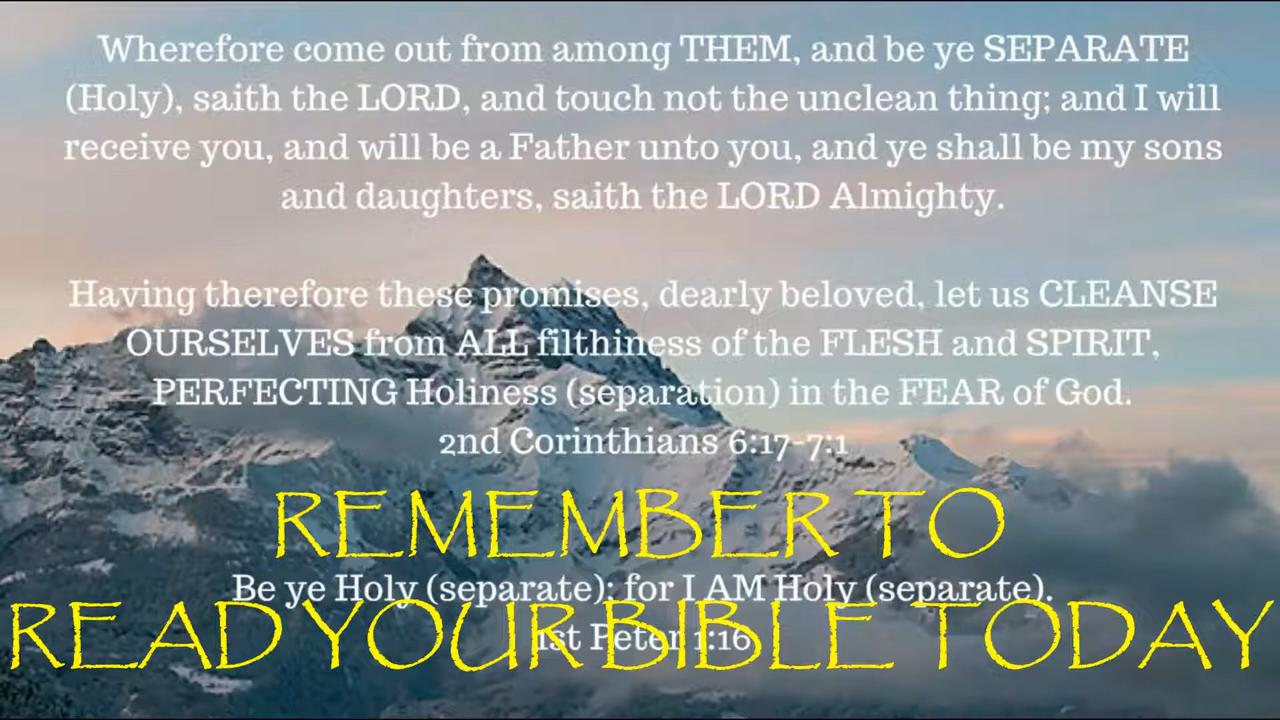 Wherefore come out from among THEM, and be ye SEPARATE
(Holy), saith the LORD, and touch not the unclean thing; and I will
receive you, and will be a Father unto you, and ye shall be my sons
and daughters, saith the LORD Almighty.
Having therefore these promises, dearly beloved, let us CLEANSE
OURSELVES from ALL filthiness of the FLESH and SPIRIT,
PERFECTING Holiness (separation) in the FEAR of God.
2nd Corinthians 6:17-7:1
REMEMBER TO
Be ye Holy (separate); for I AM Holy (separate).
READ YOUR BIBLE TODAY
1st Peter 1:16